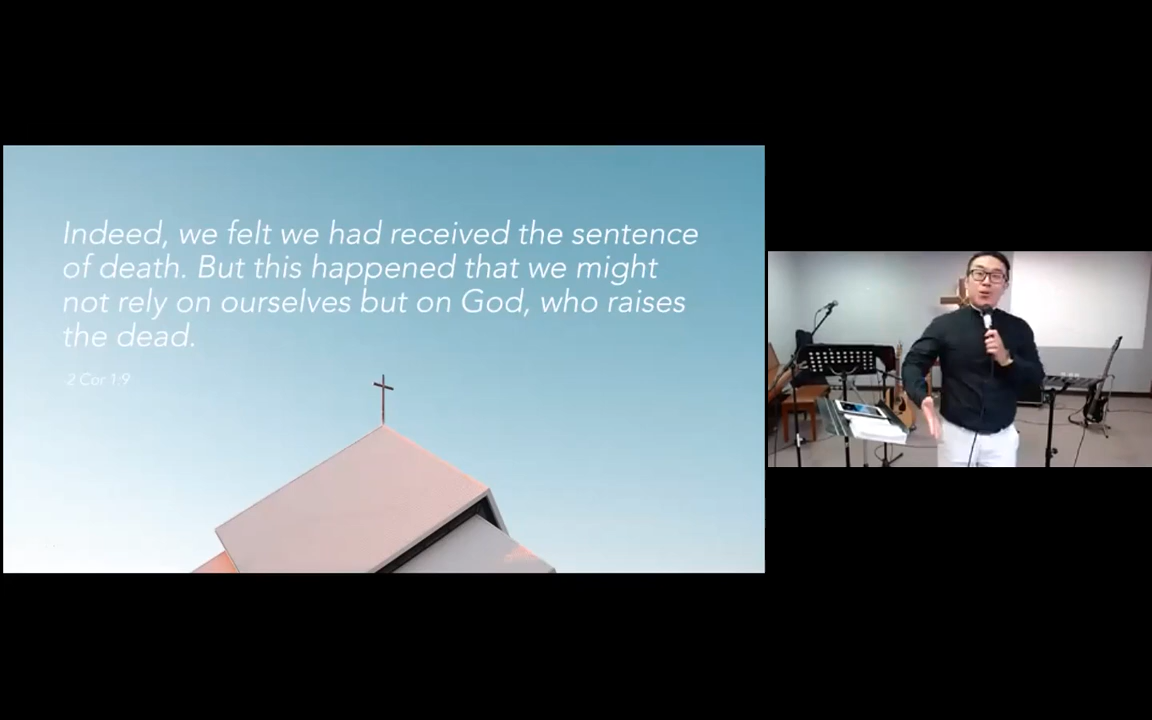 Indeed, we felt we had received the sentence
of death. But this happened that we might
not rely on ourselves but on God, who raises
the dead.
2 Cor 1:9